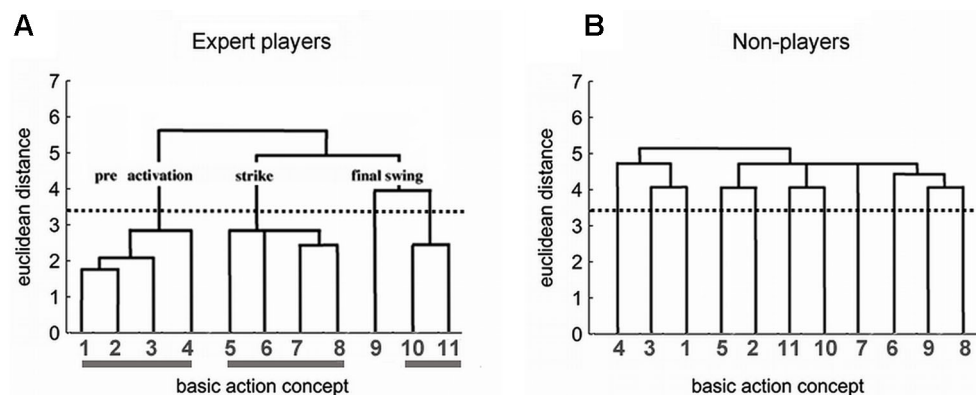 A
Expert players
7
6
5
4
3
2
1
0
euclidean distance
pre activation
strike
final swing
1 2 3 4 5 6 7 8 9 10 11
basic action concept
B
Non-players
7
6
5
4
3
2
1
0
euclidean distance
4 3 1 5 2 11 10 7 6 9 8
basic action concept